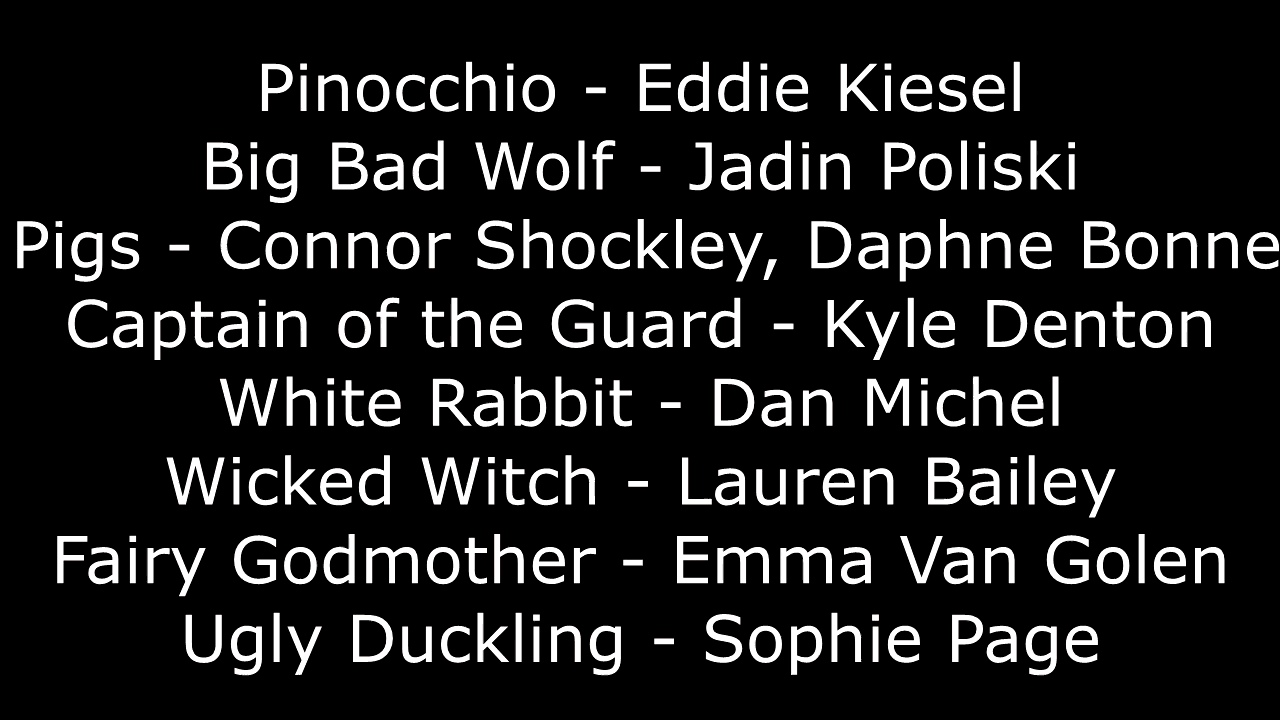 Pinocchio - Eddie Kiesel
Big Bad Wolf - Jadin Poliski
Pigs - Connor Shockley, Daphne Bonne
Captain of the Guard - Kyle Denton
White Rabbit - Dan Michel
Wicked Witch - Lauren Bailey
Fairy Godmother - Emma Van Golen
Ugly Duckling - Sophie Page